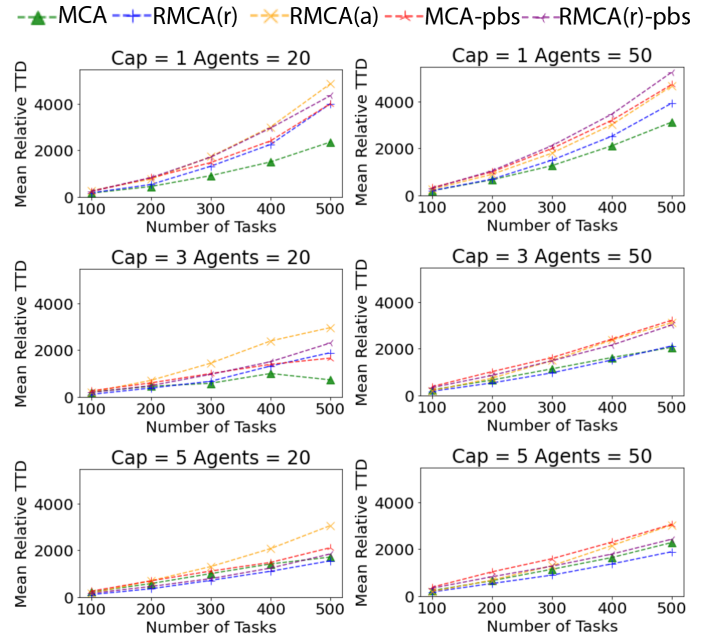 MCA RMCA(r) RMCA(a) MCA-pbs RMCA(r)-pbs
Cap = 1 Agents = 20
Mean Relative TTD
4000
2000
0
100 200 300 400 500
Number of Tasks
Cap = 1 Agents = 50
Mean Relative TTD
4000
2000
0
100 200 300 400 500
Number of Tasks
Cap = 3 Agents = 20
Mean Relative TTD
4000
2000
0
100 200 300 400 500
Number of Tasks
Cap = 3 Agents = 50
Mean Relative TTD
4000
2000
0
100 200 300 400 500
Number of Tasks
Cap = 5 Agents = 20
Mean Relative TTD
4000
2000
0
100 200 300 400 500
Number of Tasks
Cap = 5 Agents = 50
Mean Relative TTD
4000
2000
0
100 200 300 400 500
Number of Tasks